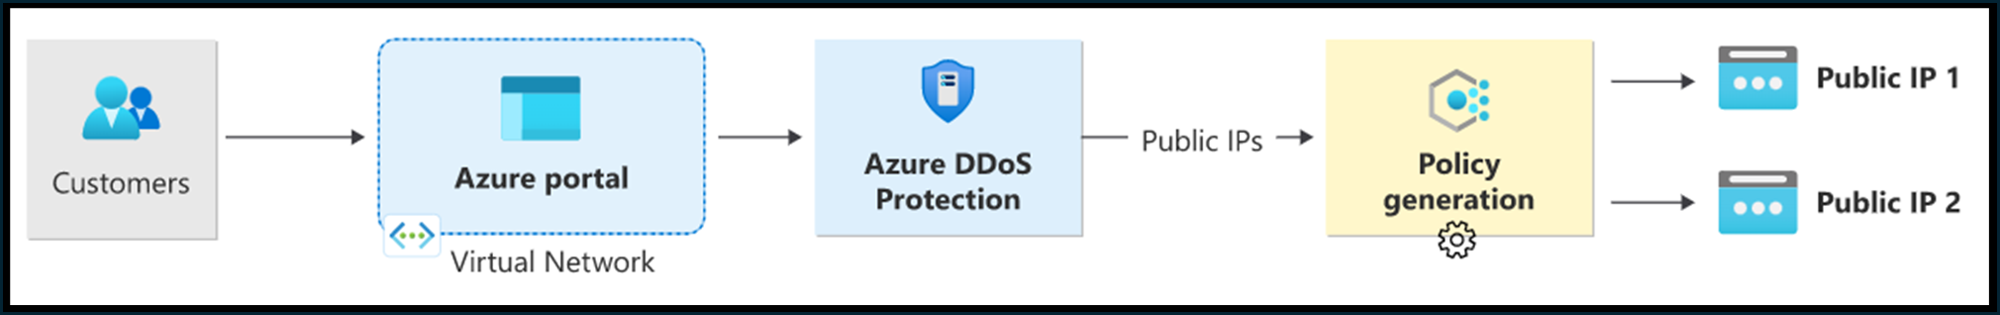 Customers
Azure portal
Virtual Network
Azure DDoS
Protection
Public IPs
Policy
generation
Public IP 1
Public IP 2